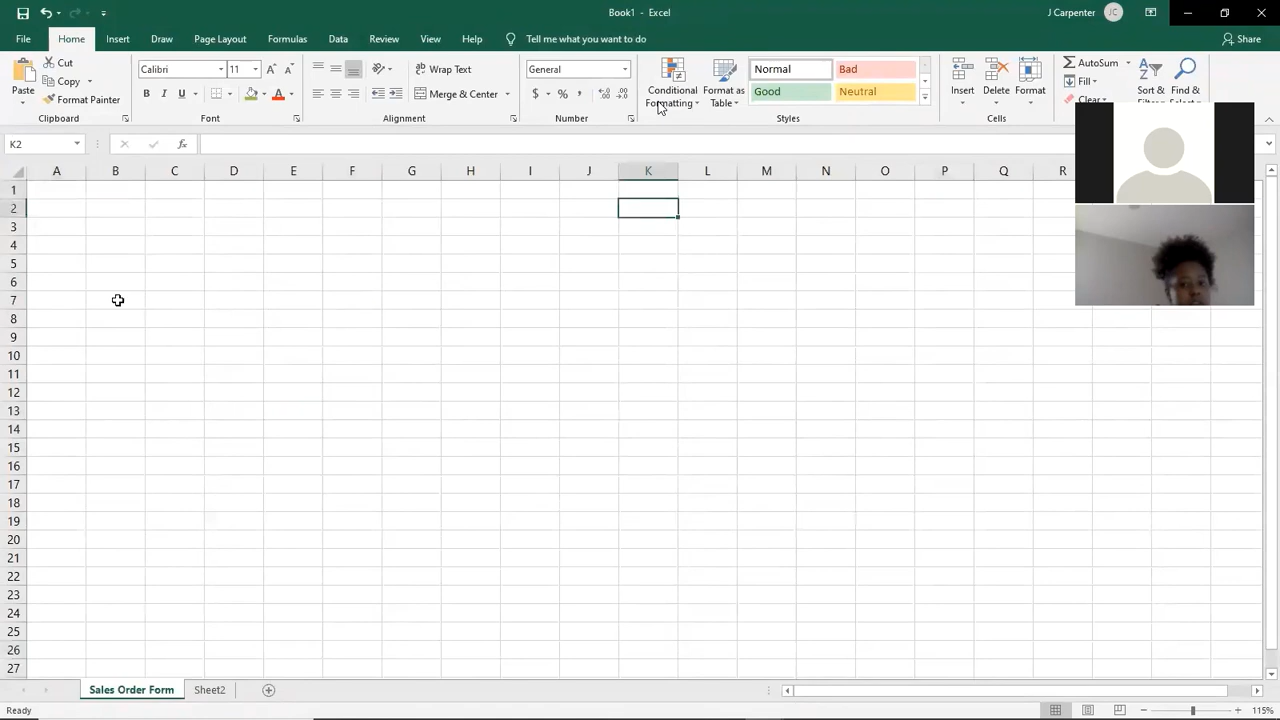 Book1 - Excel
J Carpenter
JC
File
Home
Insert
Draw
Page Layout
Formulas
Data
Review
View
Help
Tell me what you want to do
Share
Paste
Cut
Copy
Format Painter
Clipboard
Calibri
11
A
A
B
I
U
A
Font
Wrap Text
Merge & Center
Alignment
General
$
%
,
Number
Conditional
Formatting
Format as
Table
Normal
Bad
Good
Neutral
Styles
Insert
Delete
Format
Cells
AutoSum
Fill
Clear
Sort &
Find &
K2
fx
A B C D E F G H I J K L M N O P Q R
1
2
3
4
5
6
7
8
9
10
11
12
13
14
15
16
17
18
19
20
21
22
23
24
25
26
27
Sales Order Form
Sheet2
Ready
115%